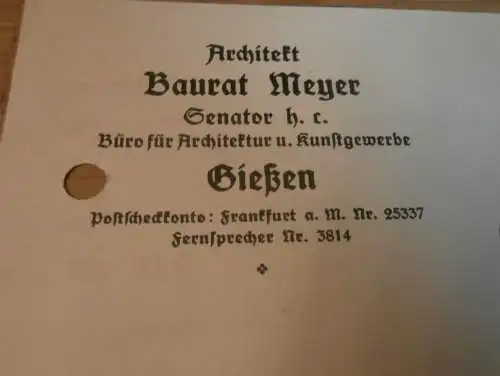 Architekt
Baurat Meyer
Senator h. c.
Büro für Architektur u. Kunstgewerbe
Gießen
Postscheckkonto: Frankfurt a. M. Nr. 25337
Fernsprecher Nr. 3814